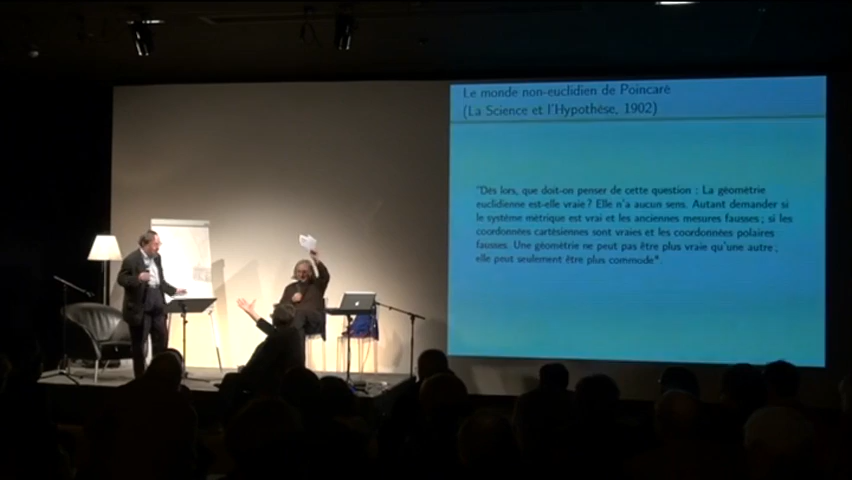 Le monde non-euclidien de Poincaré
(La Science et l'Hypothèse, 1902)
"Dès lors, que doit-on penser de cette question : La géométrie
euclidienne est-elle vraie ? Elle n'a aucun sens. Autant demander si
le système métrique est vrai et les anciennes mesures fausses ; si les
coordonnées cartésiennes sont vraies et les coordonnées polaires
fausses. Une géométrie ne peut pas être plus vraie qu'une autre ;
elle peut seulement être plus commode".